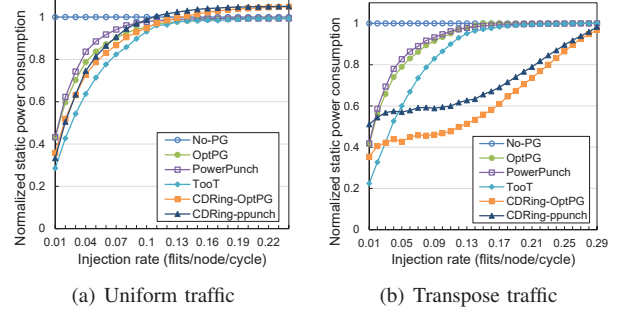 Normalized static power consumption
1
0.8
0.6
0.4
0.2
0
No-PG
OptPG
PowerPunch
TooT
CDRing-OptPG
CDRing-ppunch
0.01 0.04 0.07 0.1 0.13 0.16 0.19 0.22
Injection rate (flits/node/cycle)
(a) Uniform traffic
Normalized static power consumption
1
0.8
0.6
0.4
0.2
0
No-PG
OptPG
PowerPunch
TooT
CDRing-OptPG
CDRing-ppunch
0.01 0.05 0.09 0.13 0.17 0.21 0.25 0.29
Injection rate (flits/node/cycle)
(b) Transpose traffic